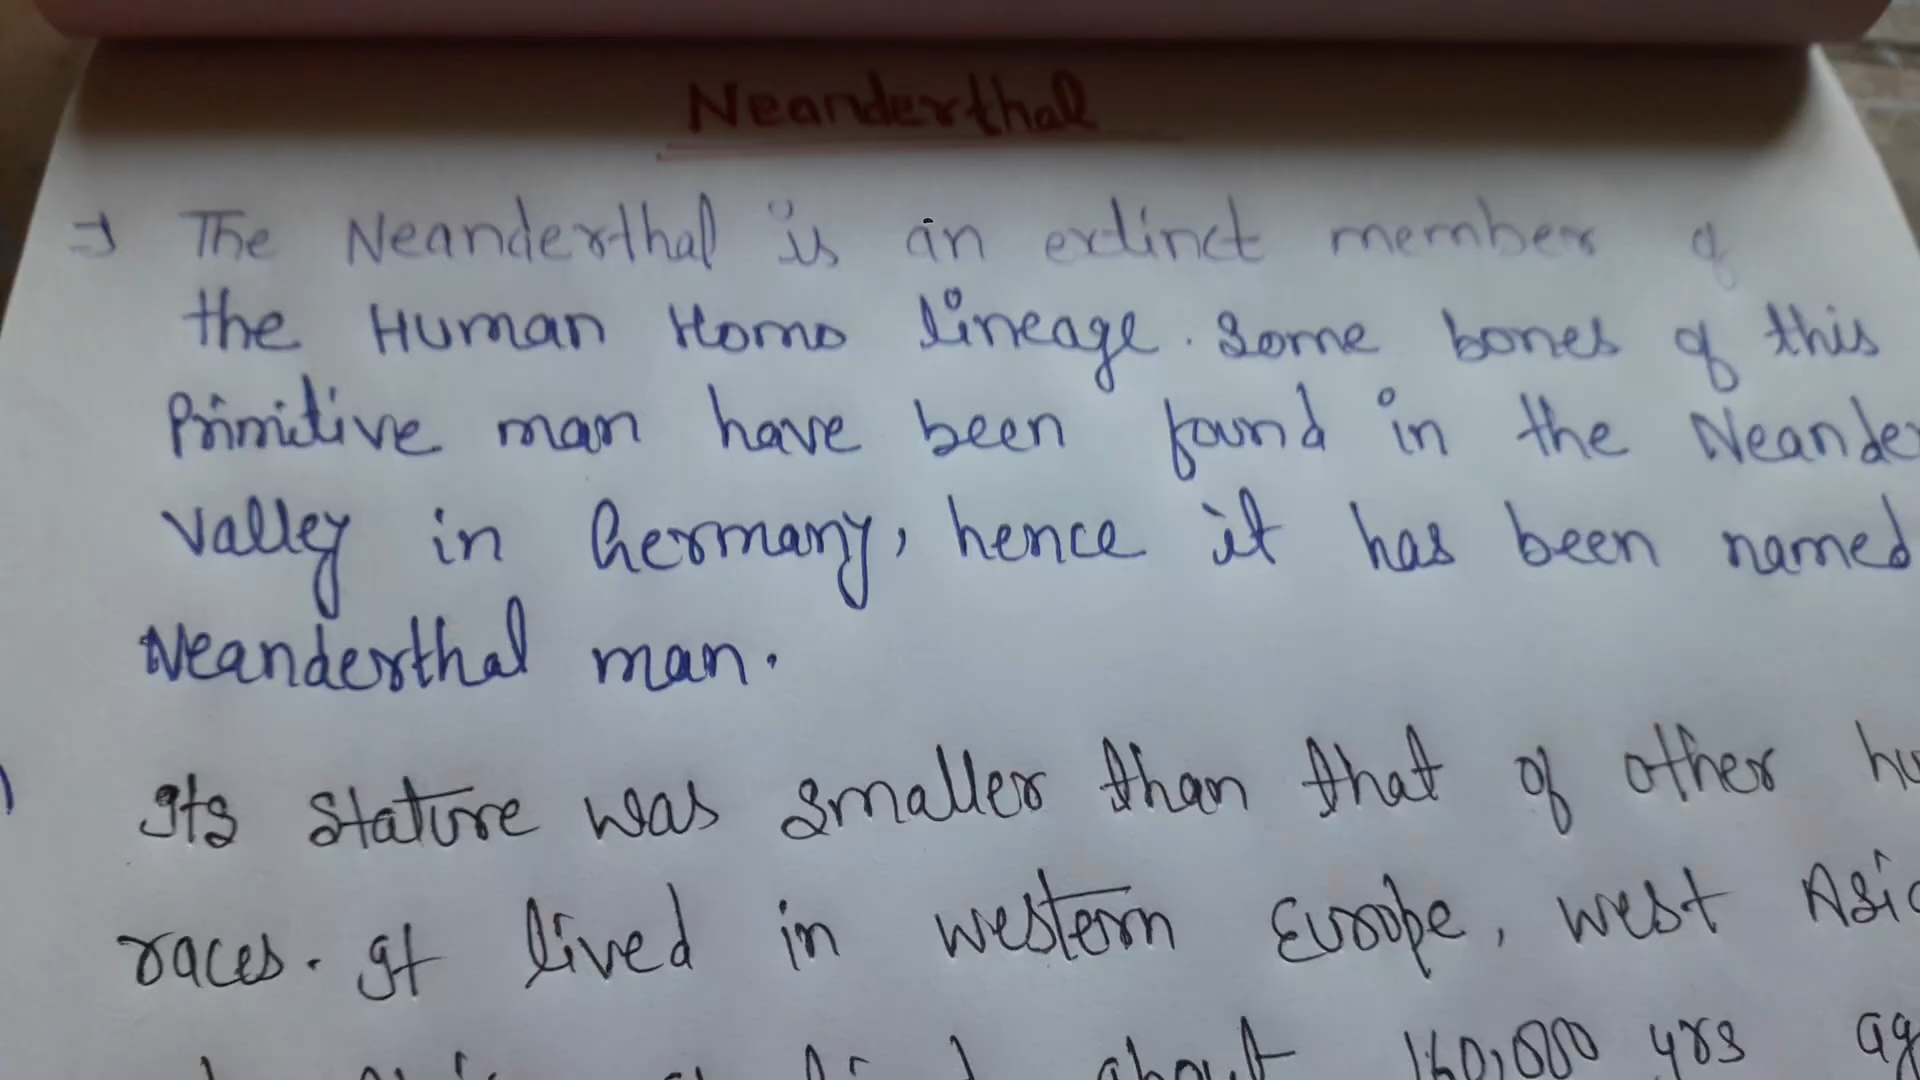 Neanderthal
⇒ The Neanderthal is an extinct member of
the Human Homo lineage. Some bones of this
Primitive man have been found in the Neander
valley in Germany, hence it has been named
Neanderthal man.
Its stature was smaller than that of other hu
races. It lived in western Europe, west Asia
about 160,000 yrs ag